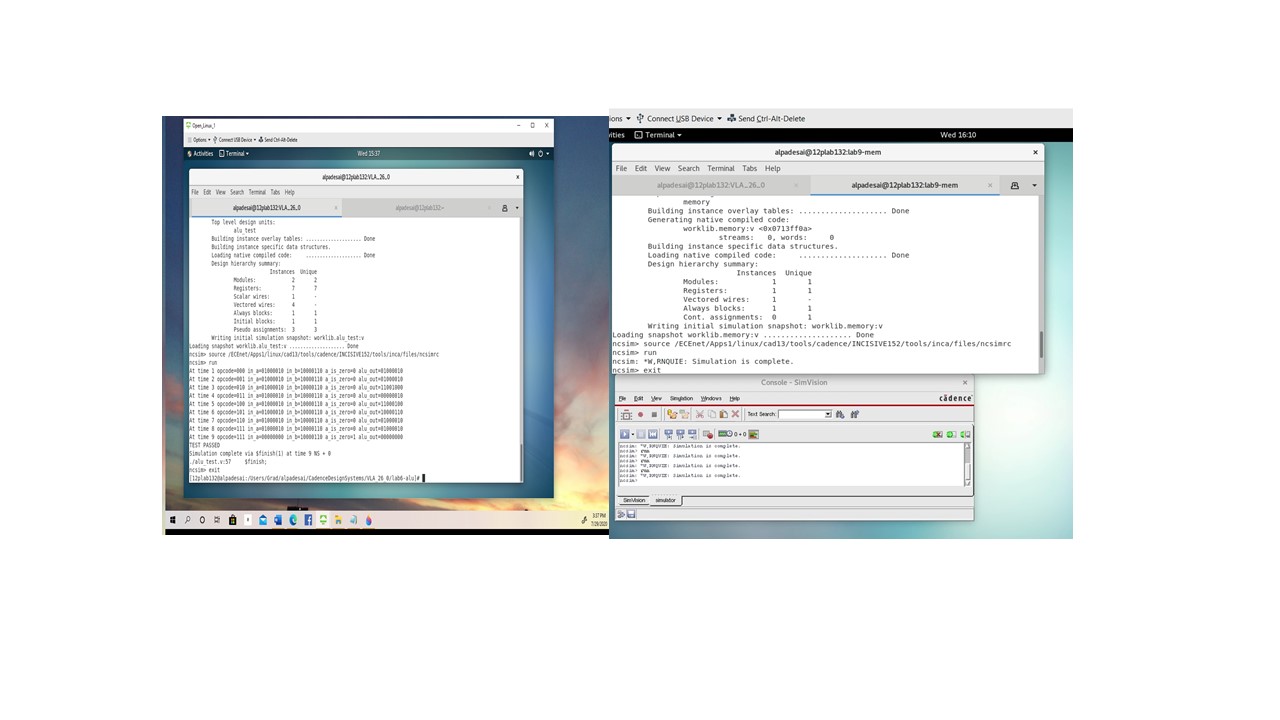 Open_Linux_1
Options Connect USB Device Send Ctrl-Alt-Delete
Activities Terminal Wed 15:37
alpadesai@12plab132:VLA_26_0
File Edit View Search Terminal Tabs Help
alpadesai@12plab132:VLA_26_0 alpadesai@12plab132:~
Top level design units:
alu_test
Building instance overlay tables: .................... Done
Building instance specific data structures.
Loading native compiled code: .................... Done
Design hierarchy summary:
Instances Unique
Modules: 2 2
Registers: 7 7
Scalar wires: 1 -
Vectored wires: 4 -
Always blocks: 1 1
Initial blocks: 1 1
Pseudo assignments: 3 3
Writing initial simulation snapshot: worklib.alu_test:v
Loading snapshot worklib.alu_test:v .................... Done
ncsim> source /ECEnet/Apps1/linux/cad13/tools/cadence/INCISIVE152/tools/inca/files/ncsimrc
ncsim> run
At time 1 opcode=000 in_a=01000010 in_b=10000110 a_is_zero=0 alu_out=01000010
At time 2 opcode=001 in_a=01000010 in_b=10000110 a_is_zero=0 alu_out=01000010
At time 3 opcode=010 in_a=01000010 in_b=10000110 a_is_zero=0 alu_out=11001000
At time 4 opcode=011 in_a=01000010 in_b=10000110 a_is_zero=0 alu_out=00000010
At time 5 opcode=100 in_a=01000010 in_b=10000110 a_is_zero=0 alu_out=11000100
At time 6 opcode=101 in_a=01000010 in_b=10000110 a_is_zero=0 alu_out=10000110
At time 7 opcode=110 in_a=01000010 in_b=10000110 a_is_zero=0 alu_out=01000010
At time 8 opcode=111 in_a=01000010 in_b=10000110 a_is_zero=0 alu_out=01000010
At time 9 opcode=111 in_a=00000000 in_b=10000110 a_is_zero=1 alu_out=00000000
TEST PASSED
Simulation complete via $finish(1) at time 9 NS + 0
./alu_test.v:57 $finish;
ncsim> exit
[12plab132@alpadesai:/Users/Grad/alpadesai/CadenceDesignSystems/VLA_26_0/lab6-alu]#
3:37 PM
7/29/2020
ions Connect USB Device Send Ctrl-Alt-Delete
ities Terminal Wed 16:10
alpadesai@12plab132:lab9-mem
File Edit View Search Terminal Tabs Help
alpadesai@12plab132:VLA_26_0 alpadesai@12plab132:lab9-mem
memory
Building instance overlay tables: .................... Done
Generating native compiled code:
worklib.memory:v <0x0713ff0a>
streams: 0, words: 0
Building instance specific data structures.
Loading native compiled code: .................... Done
Design hierarchy summary:
Instances Unique
Modules: 1 1
Registers: 1 1
Vectored wires: 1 -
Always blocks: 1 1
Cont. assignments: 0 1
Writing initial simulation snapshot: worklib.memory:v
Loading snapshot worklib.memory:v .................... Done
ncsim> source /ECEnet/Apps1/linux/cad13/tools/cadence/INCISIVE152/tools/inca/files/ncsimrc
ncsim> run
ncsim: *W,RNQUIE: Simulation is complete.
ncsim> exit
Console - SimVision
File Edit View Simulation Windows Help cādence
Text Search:
0 + 0
ncsim: *W,RNQUIE: Simulation is complete.
ncsim> run
ncsim: *W,RNQUIE: Simulation is complete.
ncsim> run
ncsim: *W,RNQUIE: Simulation is complete.
ncsim> run
ncsim: *W,RNQUIE: Simulation is complete.
ncsim>
SimVision simulator